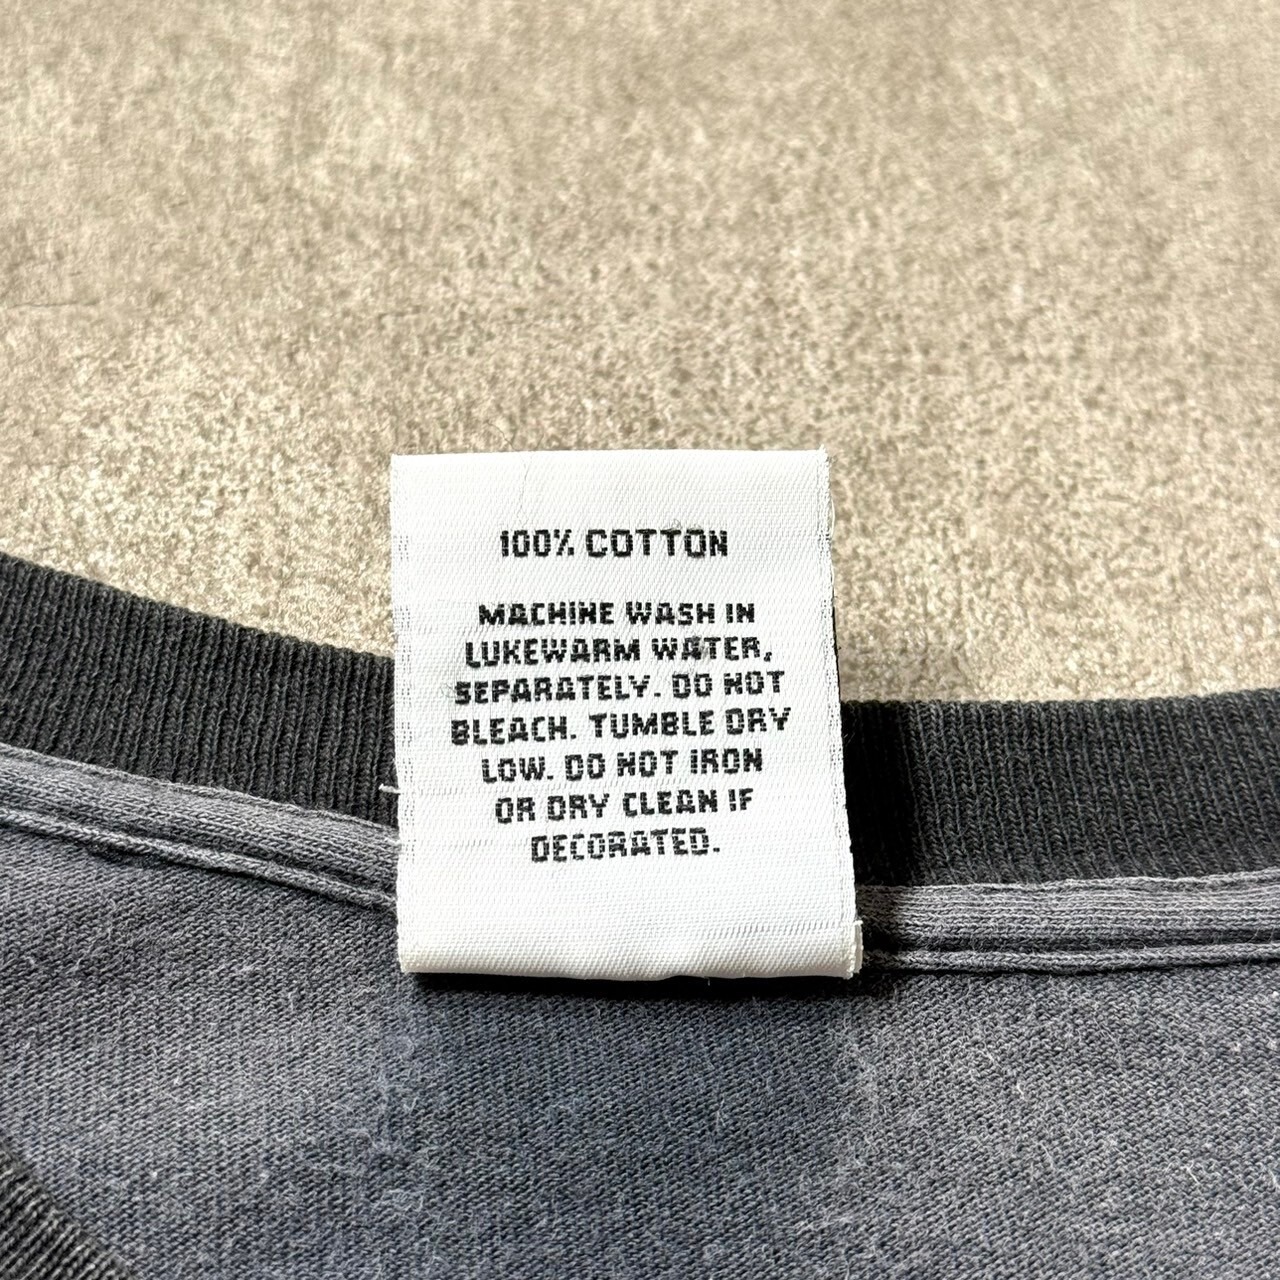 100% COTTON
MACHINE WASH IN
LUKEWARM WATER,
SEPARATELY. DO NOT
BLEACH. TUMBLE DRY
LOW. DO NOT IRON
OR DRY CLEAN IF
DECORATED.